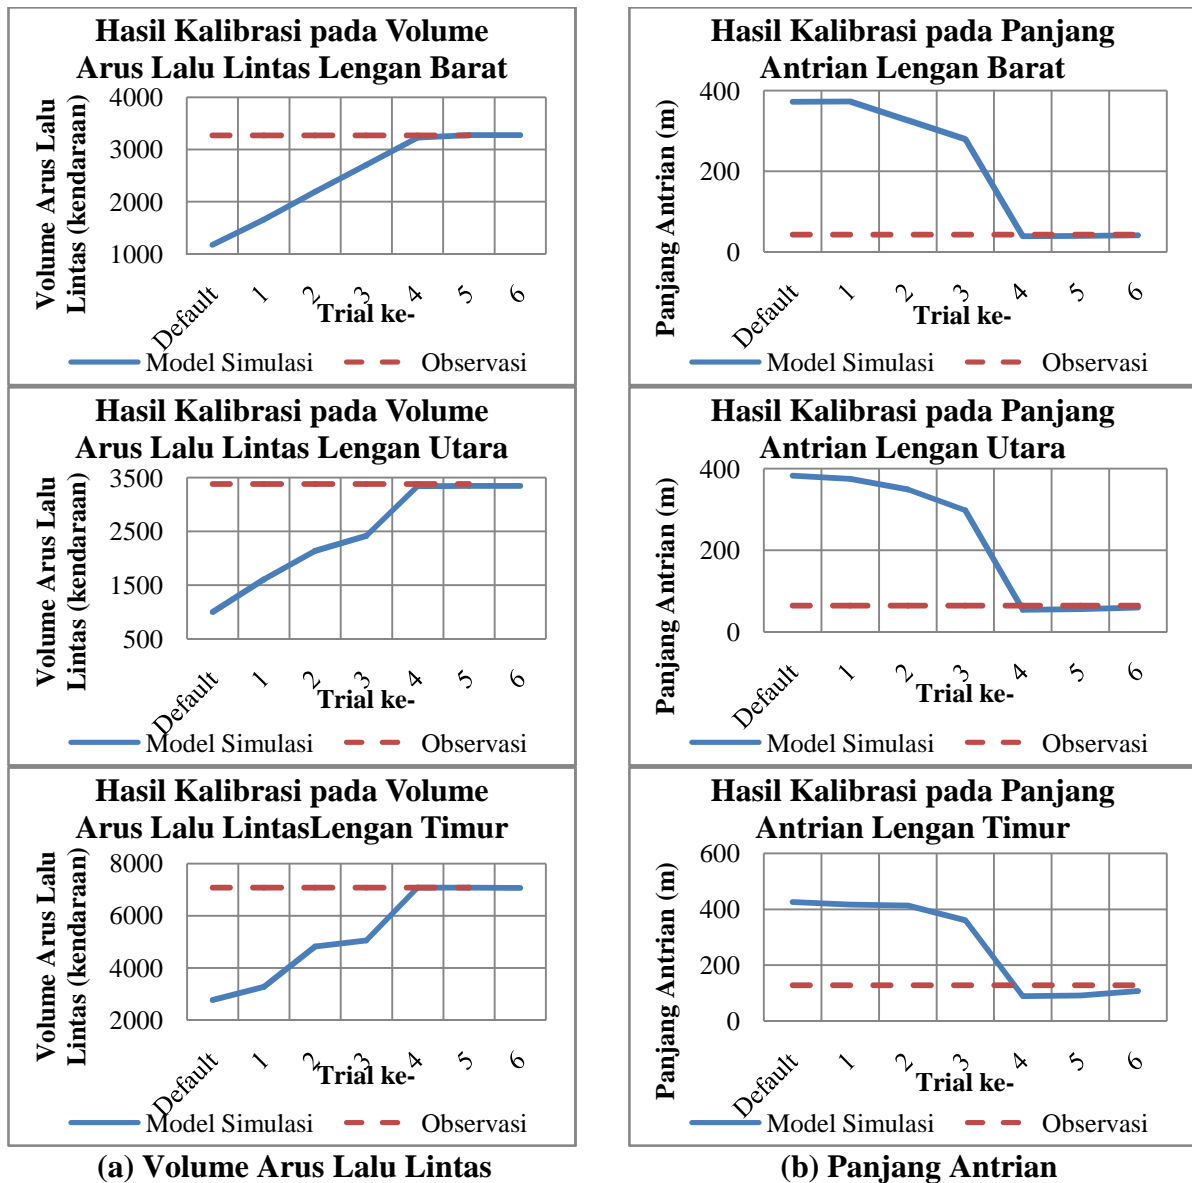 Hasil Kalibrasi pada Volume
Arus Lalu Lintas Lengan Barat
Volume Arus Lalu
Lintas (kendaraan)
4000
3000
2000
1000
Default
1
2
3
4
5
6
Trial ke-
Model Simulasi
Observasi
Hasil Kalibrasi pada Panjang
Antrian Lengan Barat
Panjang Antrian (m)
400
200
0
Default
1
2
3
4
5
6
Trial ke-
Model Simulasi
Observasi
Hasil Kalibrasi pada Volume
Arus Lalu Lintas Lengan Utara
Volume Arus Lalu
Lintas (kendaraan)
3500
2500
1500
500
Default
1
2
3
4
5
6
Trial ke-
Model Simulasi
Observasi
Hasil Kalibrasi pada Panjang
Antrian Lengan Utara
Panjang Antrian (m)
400
200
0
Default
1
2
3
4
5
6
Trial ke-
Model Simulasi
Observasi
Hasil Kalibrasi pada Volume
Arus Lalu LintasLengan Timur
Volume Arus Lalu
Lintas (kendaraan)
8000
6000
4000
2000
Default
1
2
3
4
5
6
Trial ke-
Model Simulasi
Observasi
Hasil Kalibrasi pada Panjang
Antrian Lengan Timur
Panjang Antrian (m)
600
400
200
0
Default
1
2
3
4
5
6
Trial ke-
Model Simulasi
Observasi
(a) Volume Arus Lalu Lintas
(b) Panjang Antrian